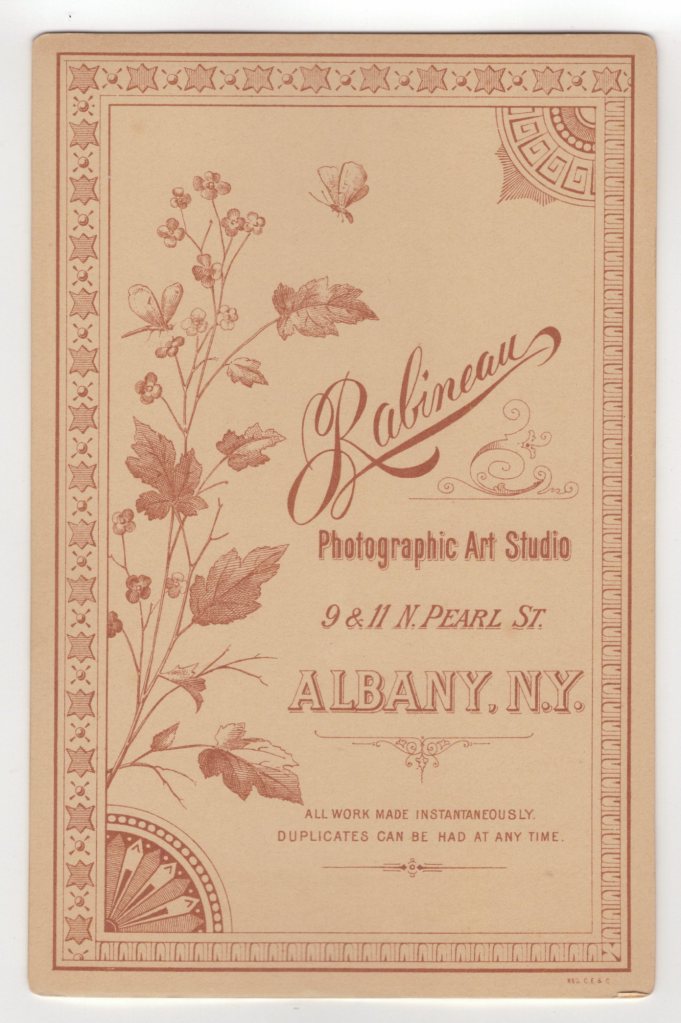 Rabineau
Photographic Art Studio
9 & 11 N. PEARL ST.
ALBANY, N.Y.
ALL WORK MADE INSTANTANEOUSLY.
DUPLICATES CAN BE HAD AT ANY TIME.